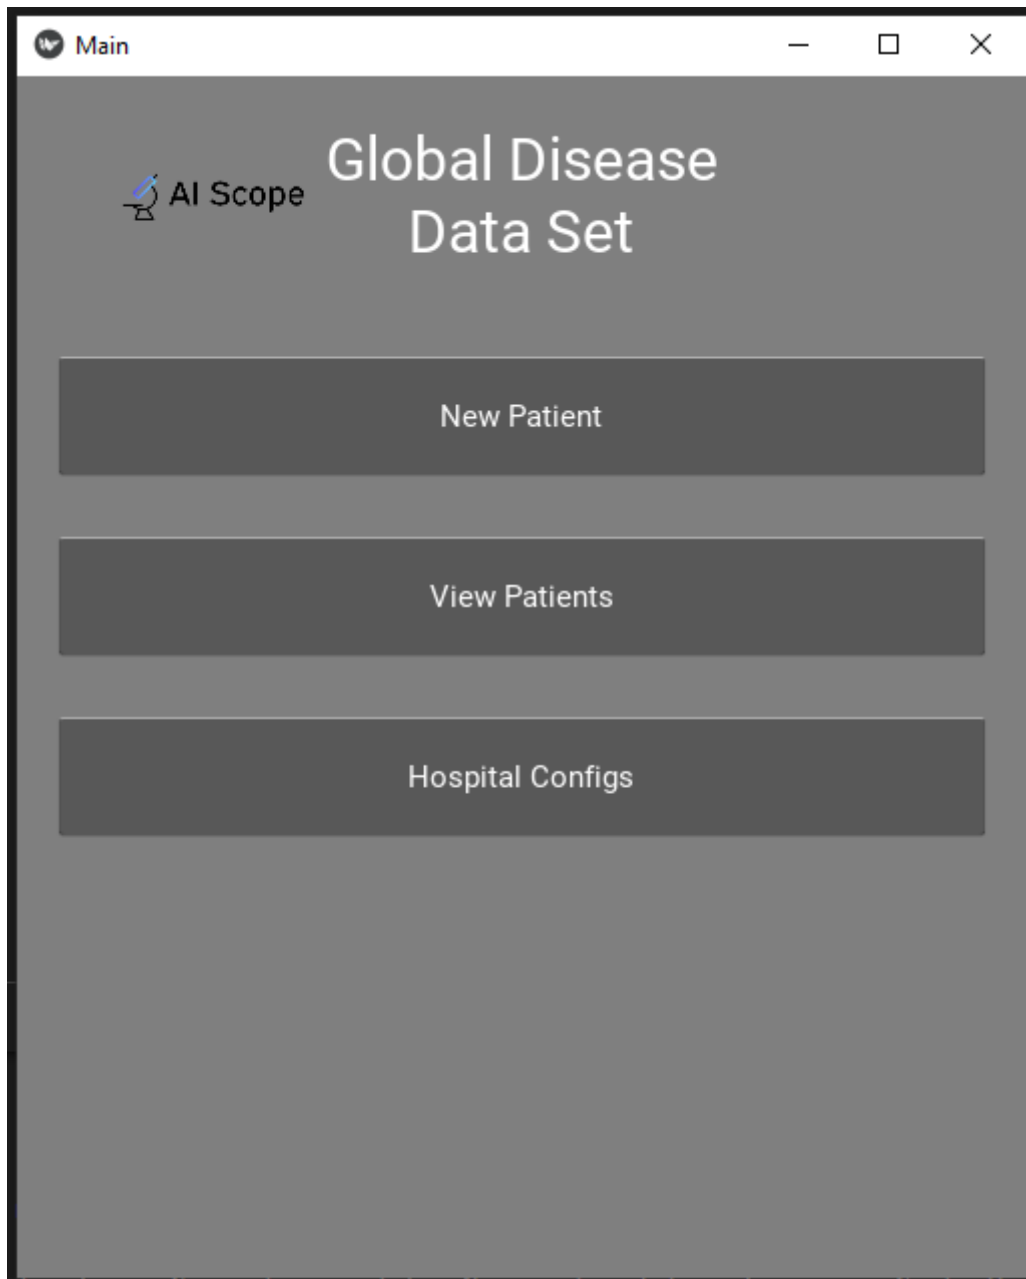 Main
AI Scope
Global Disease
Data Set
New Patient
View Patients
Hospital Configs